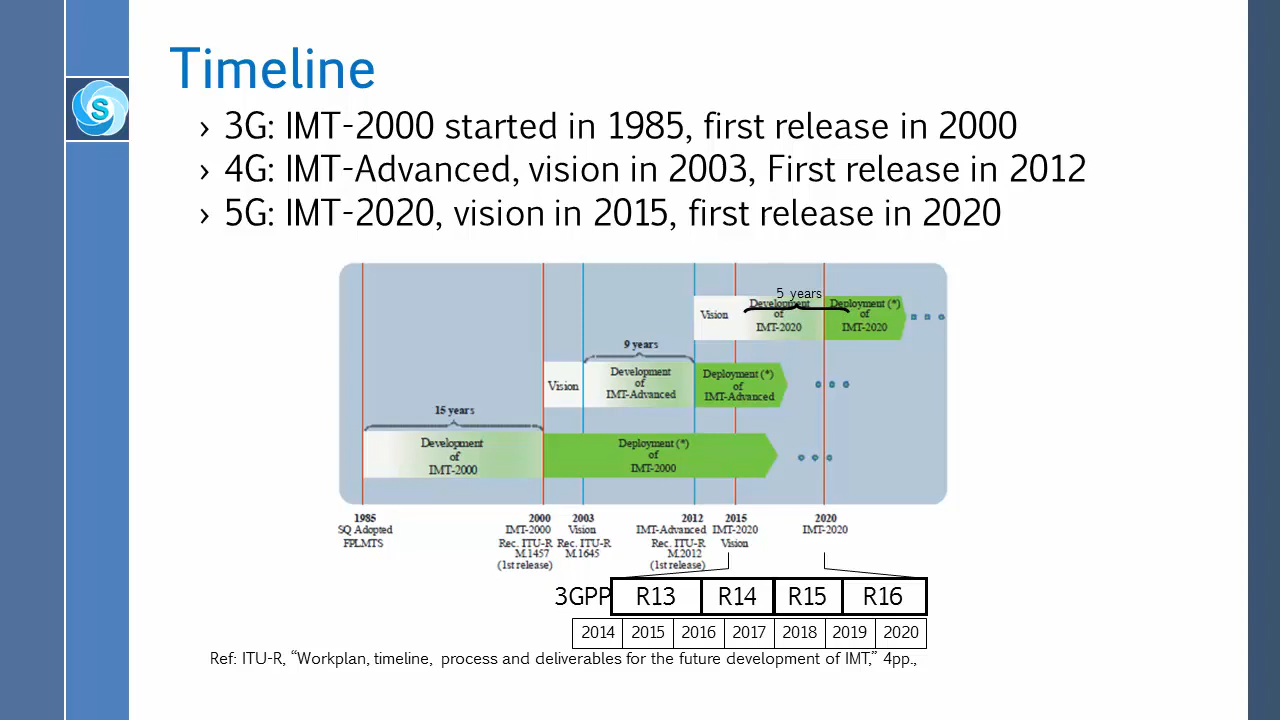 S
Timeline
› 3G: IMT-2000 started in 1985, first release in 2000
› 4G: IMT-Advanced, vision in 2003, First release in 2012
› 5G: IMT-2020, vision in 2015, first release in 2020
5 years
Vision
Development
of
IMT-2020
Deployment (*)
of
IMT-2020
9 years
Vision
Development
of
IMT-Advanced
Deployment (*)
of
IMT-Advanced
15 years
Development
of
IMT-2000
Deployment (*)
of
IMT-2000
1985
SQ Adopted
FPLMTS
2000
IMT-2000
Rec. ITU-R
M.1457
(1st release)
2003
Vision
Rec. ITU-R
M.1645
2012
IMT-Advanced
Rec. ITU-R
M.2012
(1st release)
2015
IMT-2020
Vision
2020
IMT-2020
3GPP R13 R14 R15 R16
2014 2015 2016 2017 2018 2019 2020
Ref: ITU-R, “Workplan, timeline, process and deliverables for the future development of IMT,” 4pp.,